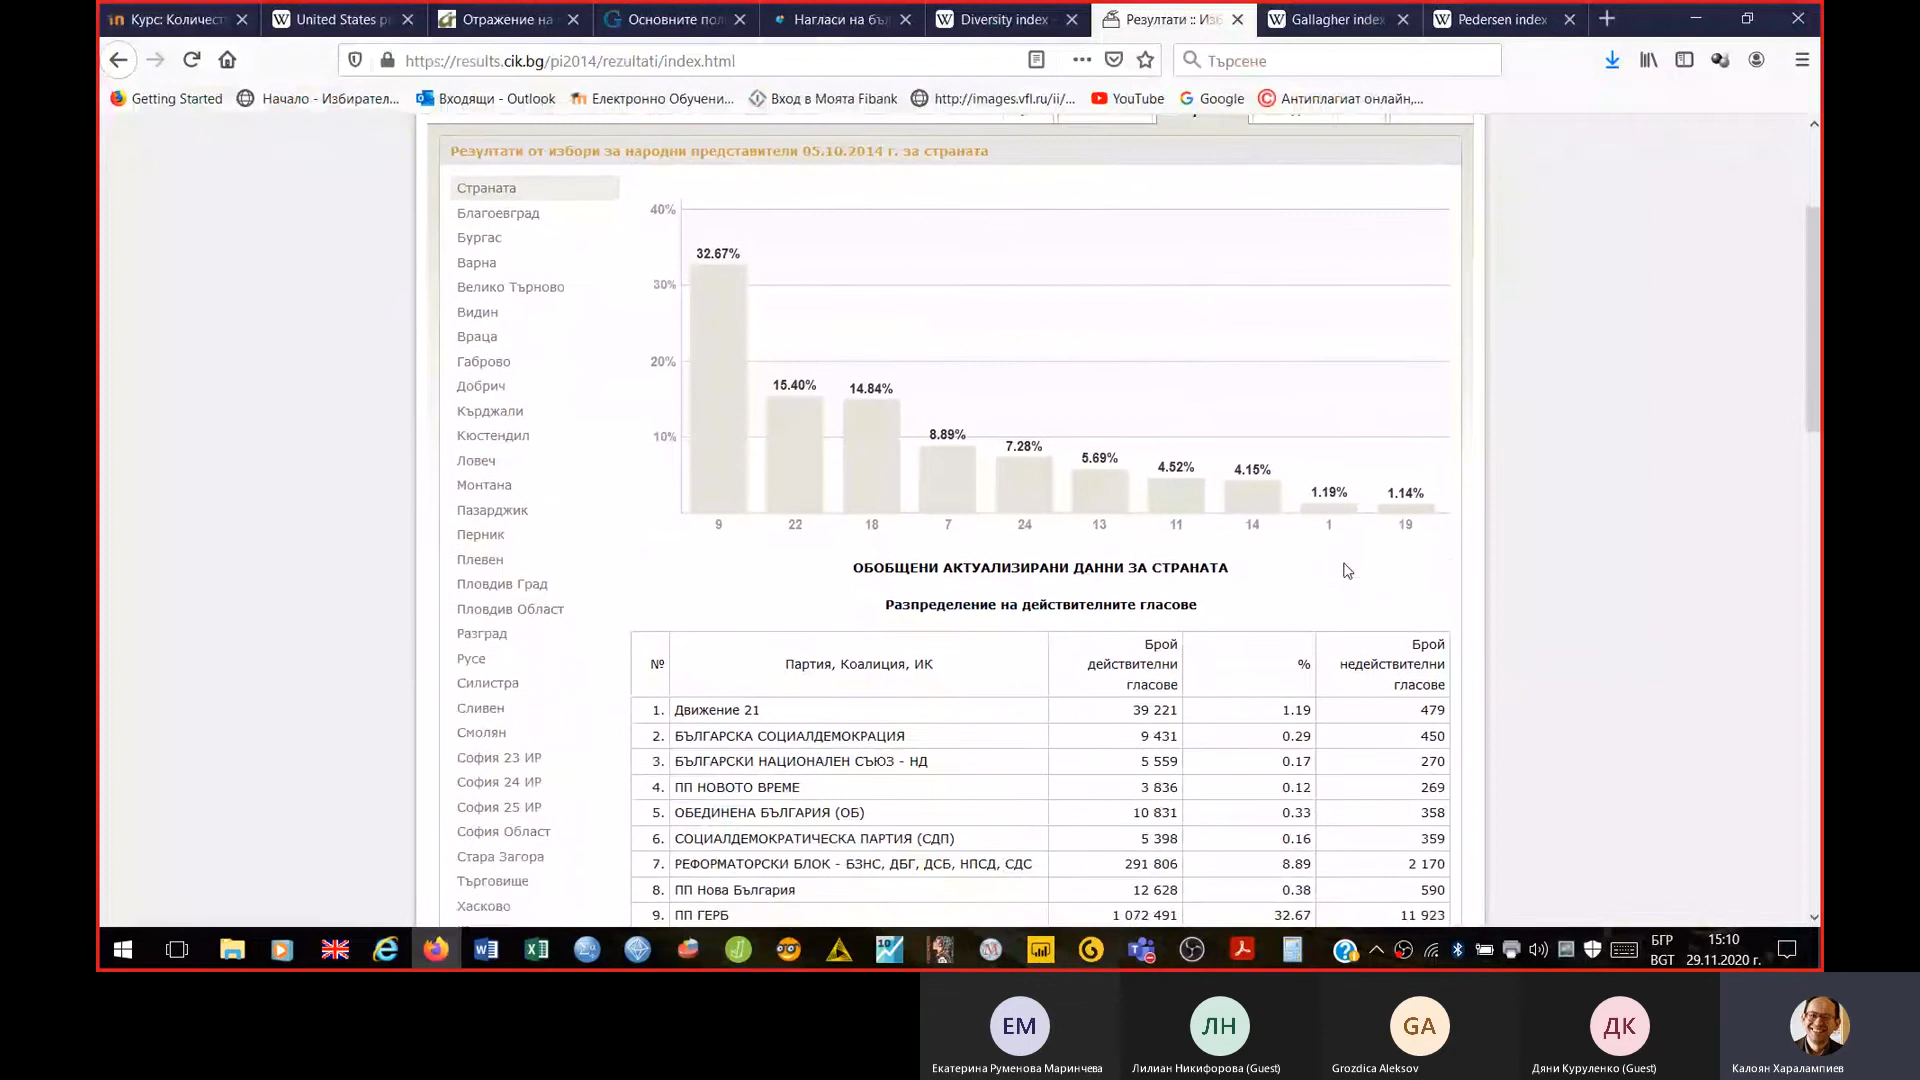 Курс: Количест
United States p
Отражение на
Основните пол
Нагласи на бъл
Diversity index
Резултати :: Изб
Gallagher index
Pedersen index
https://results.cik.bg/pi2014/rezultati/index.html
Търсене
Getting Started
Начало - Избирател...
Входящи - Outlook
Електронно Обучени...
Вход в Моята Fibank
http://images.vfl.ru/ii/...
YouTube
Google
Антиплагиат онлайн,...
Резултати от избори за народни представители 05.10.2014 г. за страната
Страната
Благоевград
Бургас
Варна
Велико Търново
Видин
Враца
Габрово
Добрич
Кърджали
Кюстендил
Ловеч
Монтана
Пазарджик
Перник
Плевен
Пловдив Град
Пловдив Област
Разград
Русе
Силистра
Сливен
Смолян
София 23 ИР
София 24 ИР
София 25 ИР
София Област
Стара Загора
Търговище
Хасково
40%
30%
20%
10%
32.67%
15.40%
14.84%
8.89%
7.28%
5.69%
4.52%
4.15%
1.19%
1.14%
9 22 18 7 24 13 11 14 1 19
ОБОБЩЕНИ АКТУАЛИЗИРАНИ ДАННИ ЗА СТРАНАТА
Разпределение на действителните гласове
№ Партия, Коалиция, ИК Брой действителни гласове % Брой недействителни гласове
1. Движение 21 39 221 1.19 479
2. БЪЛГАРСКА СОЦИАЛДЕМОКРАЦИЯ 9 431 0.29 450
3. БЪЛГАРСКИ НАЦИОНАЛЕН СЪЮЗ - НД 5 559 0.17 270
4. ПП НОВОТО ВРЕМЕ 3 836 0.12 269
5. ОБЕДИНЕНА БЪЛГАРИЯ (ОБ) 10 831 0.33 358
6. СОЦИАЛДЕМОКРАТИЧЕСКА ПАРТИЯ (СДП) 5 398 0.16 359
7. РЕФОРМАТОРСКИ БЛОК - БЗНС, ДБГ, ДСБ, НПСД, СДС 291 806 8.89 2 170
8. ПП Нова България 12 628 0.38 590
9. ПП ГЕРБ 1 072 491 32.67 11 923
БГР
BGT
15:10
29.11.2020 г.
ЕМ
ЛН
GA
ДК
Екатерина Руменова Маринчева
Лилиан Никифорова (Guest)
Grozdica Aleksov
Дяни Куруленко (Guest)
Калоян Харалампиев